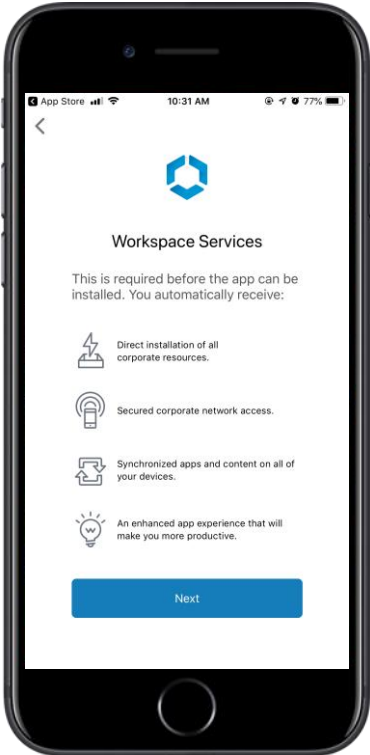 App Store 10:31 AM 77%
Workspace Services
This is required before the app can be
installed. You automatically receive:
Direct installation of all
corporate resources.
Secured corporate network access.
Synchronized apps and content on all of
your devices.
An enhanced app experience that will
make you more productive.
Next